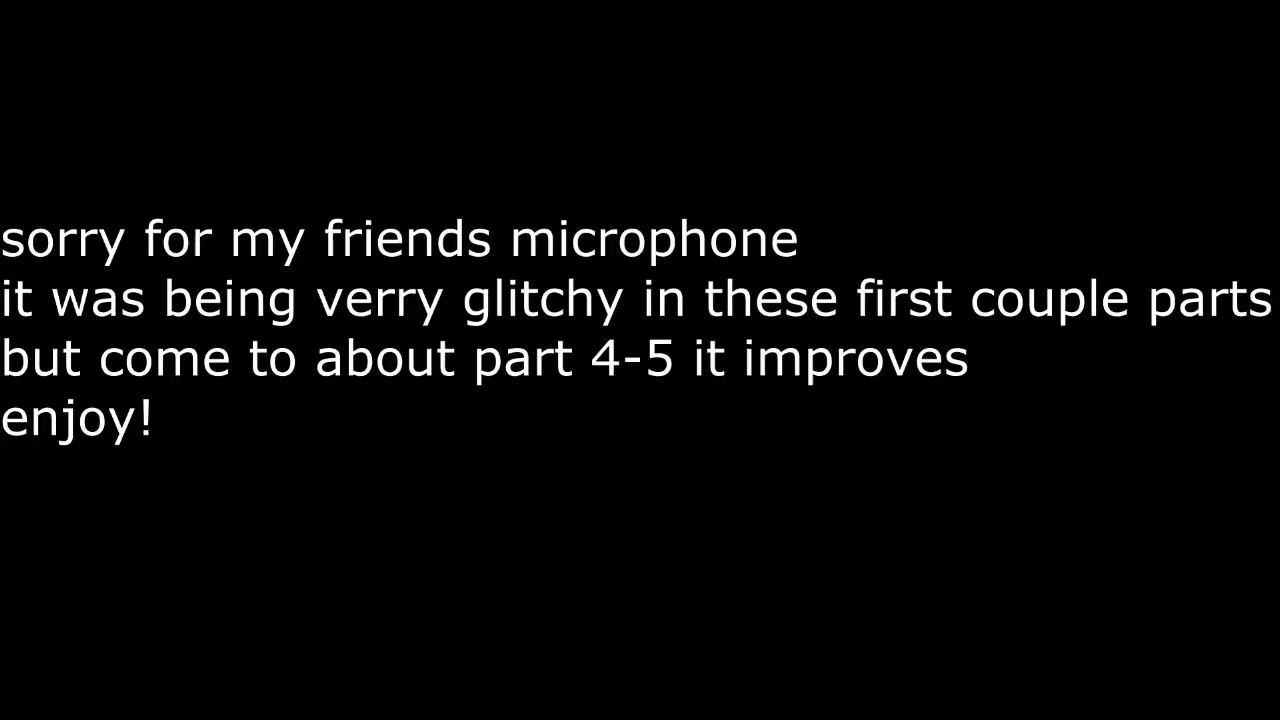 sorry for my friends microphone
it was being verry glitchy in these first couple parts
but come to about part 4-5 it improves
enjoy!